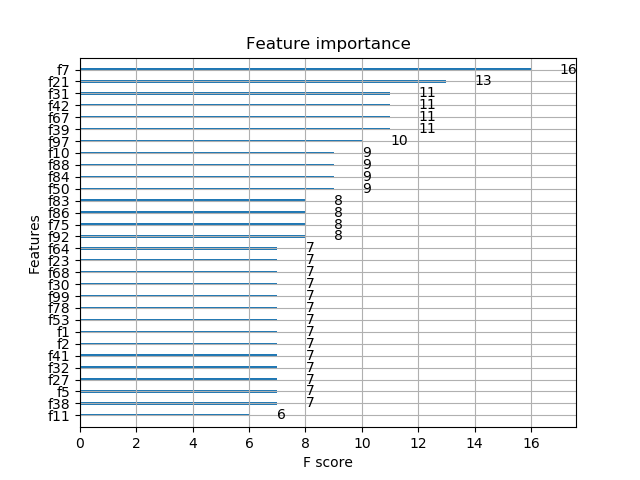 Feature importance
f7 16
f21 13
f31 11
f42 11
f67 11
f39 11
f97 10
f10 9
f88 9
f84 9
f50 9
f83 8
f86 8
f75 8
f92 8
f64 7
f23 7
f68 7
f30 7
f99 7
f78 7
f53 7
f1 7
f2 7
f41 7
f32 7
f27 7
f5 7
f38 7
f11 6
Features
0 2 4 6 8 10 12 14 16
F score